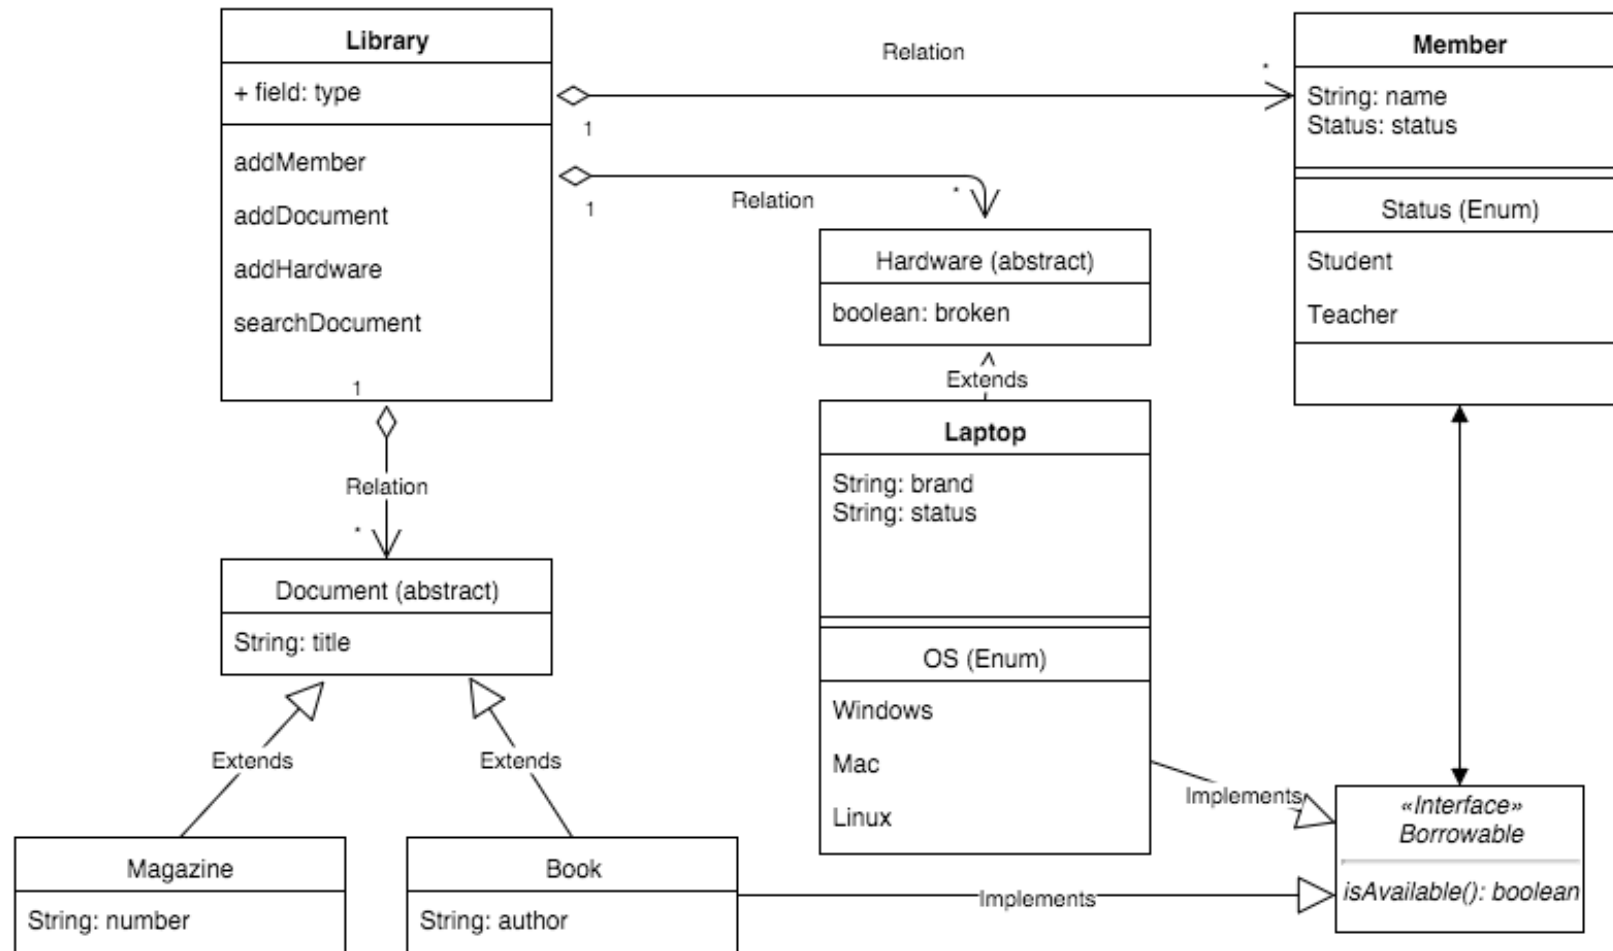 Library
+ field: type
addMember
addDocument
addHardware
searchDocument
1
Relation
1
*
Relation
1
*
Member
String: name
Status: status
Status (Enum)
Student
Teacher
Hardware (abstract)
boolean: broken
Extends
Laptop
String: brand
String: status
OS (Enum)
Windows
Mac
Linux
Relation
*
Document (abstract)
String: title
Extends
Extends
Magazine
String: number
Book
String: author
Implements
Implements
«Interface»
Borrowable
isAvailable(): boolean